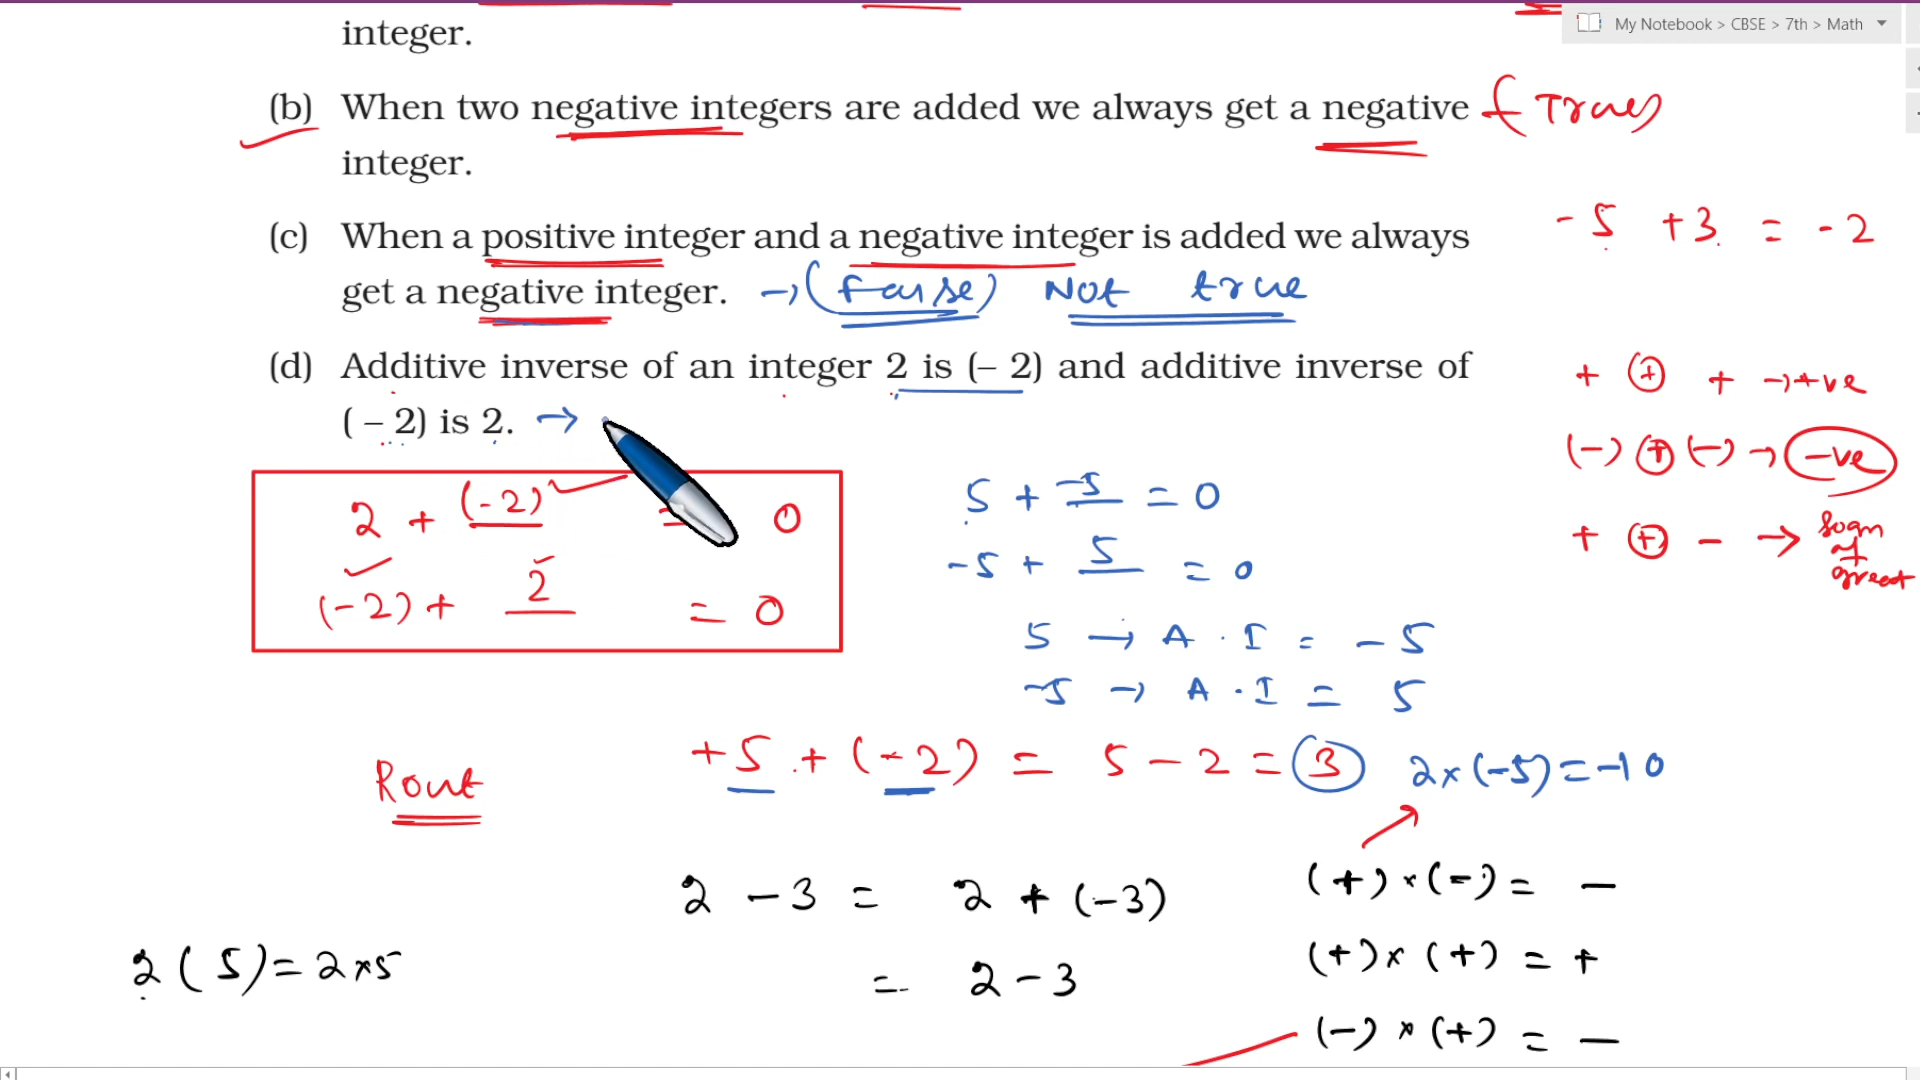 My Notebook > CBSE > 7th > Math
integer.
(b) When two negative integers are added we always get a negative { True}
integer.
-5 +3 = -2
(c) When a positive integer and a negative integer is added we always
get a negative integer. → (False) Not true
(d) Additive inverse of an integer 2 is (– 2) and additive inverse of
( – 2) is 2. →
+ (+) + → +ve
(-) (+) (-) → -ve
+ (+) - → sign of great
2 + (-2) = 0
(-2) + 2 = 0
5 + -5 = 0
-5 + 5 = 0
5 → A . I = - 5
-5 → A . I = 5
Rout
+5 + (-2) = 5 - 2 = 3
2 × (-5) = -10
2 - 3 = 2 + (-3)
= 2 - 3
2 ( 5) = 2 × 5
(+) × (-) = -
(+) × (+) = +
(-) × (+) = -